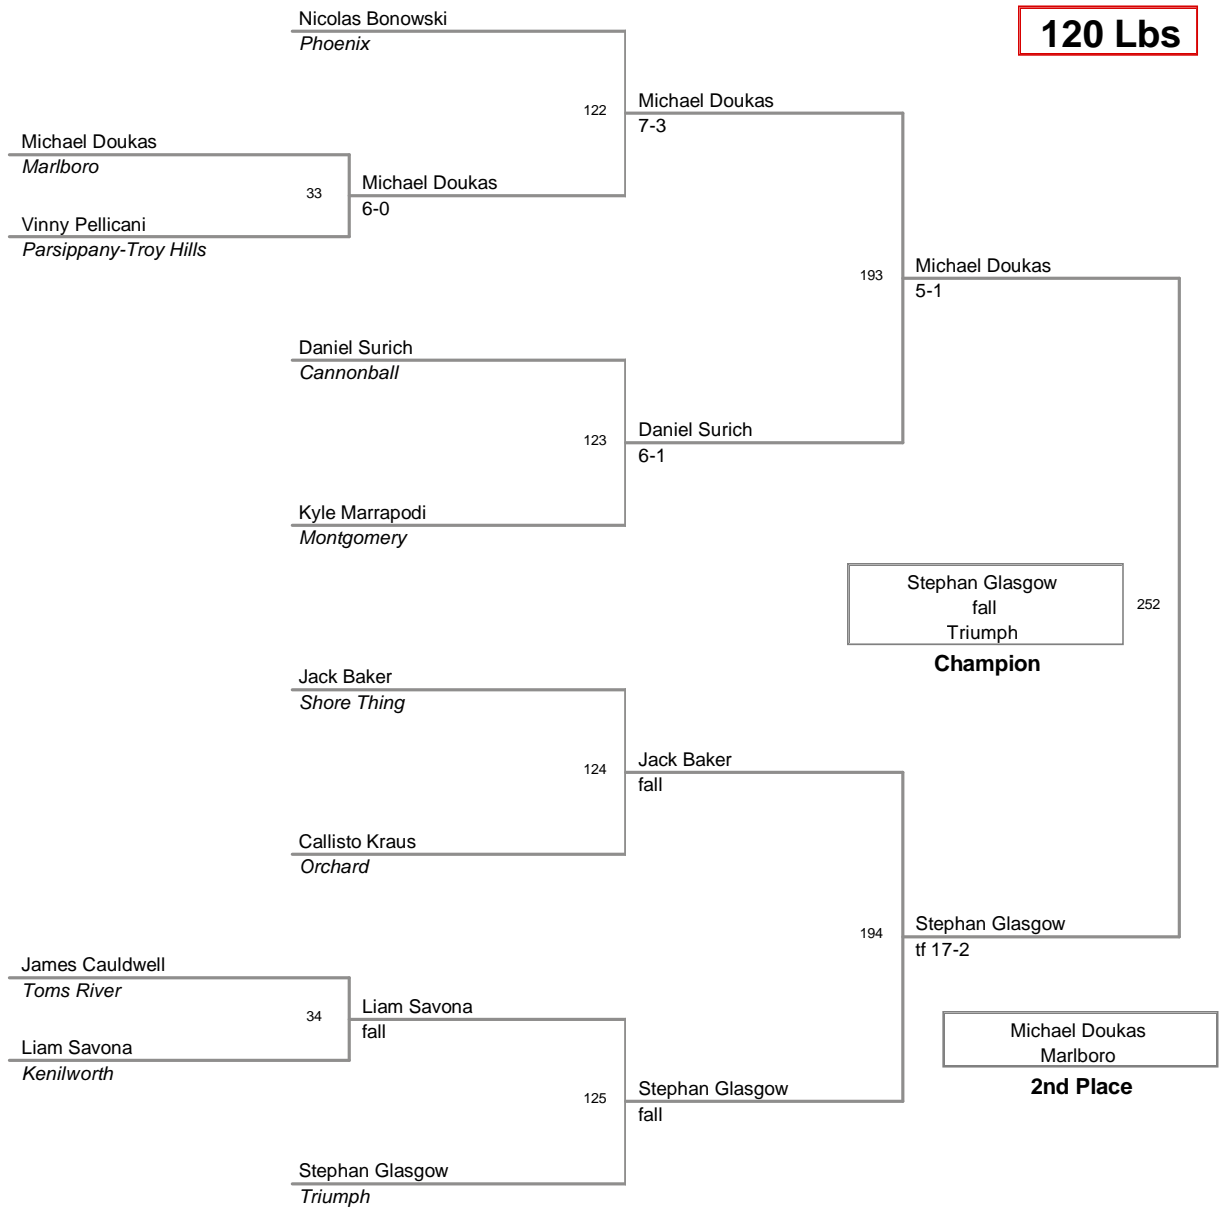 Nicolas Bonowski
Phoenix
120 Lbs
122
Michael Doukas
7-3
Michael Doukas
Marlboro
33
Michael Doukas
6-0
Vinny Pellicani
Parsippany-Troy Hills
193
Michael Doukas
5-1
Daniel Surich
Cannonball
123
Daniel Surich
6-1
Kyle Marrapodi
Montgomery
Stephan Glasgow
fall
Triumph
252
Champion
Jack Baker
Shore Thing
124
Jack Baker
fall
Callisto Kraus
Orchard
194
Stephan Glasgow
tf 17-2
James Cauldwell
Toms River
34
Liam Savona
fall
Liam Savona
Kenilworth
Michael Doukas
Marlboro
2nd Place
125
Stephan Glasgow
fall
Stephan Glasgow
Triumph